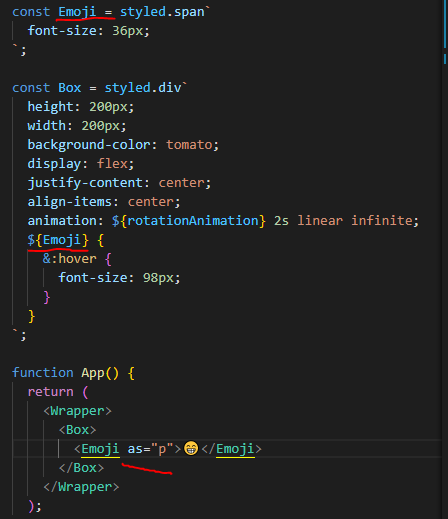 const Emoji = styled.span`
  font-size: 36px;
`;

const Box = styled.div`
  height: 200px;
  width: 200px;
  background-color: tomato;
  display: flex;
  justify-content: center;
  align-items: center;
  animation: ${rotationAnimation} 2s linear infinite;
  ${Emoji} {
    &:hover {
      font-size: 98px;
    }
  }
`;

function App() {
  return (
    <Wrapper>
      <Box>
        <Emoji as="p">😁</Emoji>
      </Box>
    </Wrapper>
  );